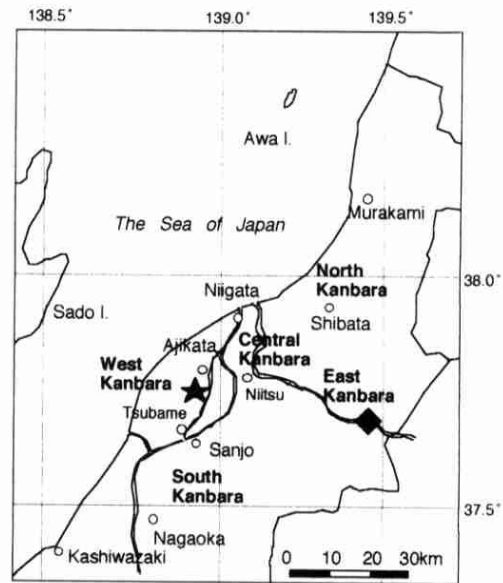 138.5°
139.0°
139.5°
Awa I.
Murakami
The Sea of Japan
38.0°
North
Kanbara
Niigata
Sado I.
Shibata
Ajikata
Central
Kanbara
West
Kanbara
East
Kanbara
Niitsu
Tsubame
Sanjo
South
Kanbara
37.5°
Nagaoka
Kashiwazaki
0 10 20 30km